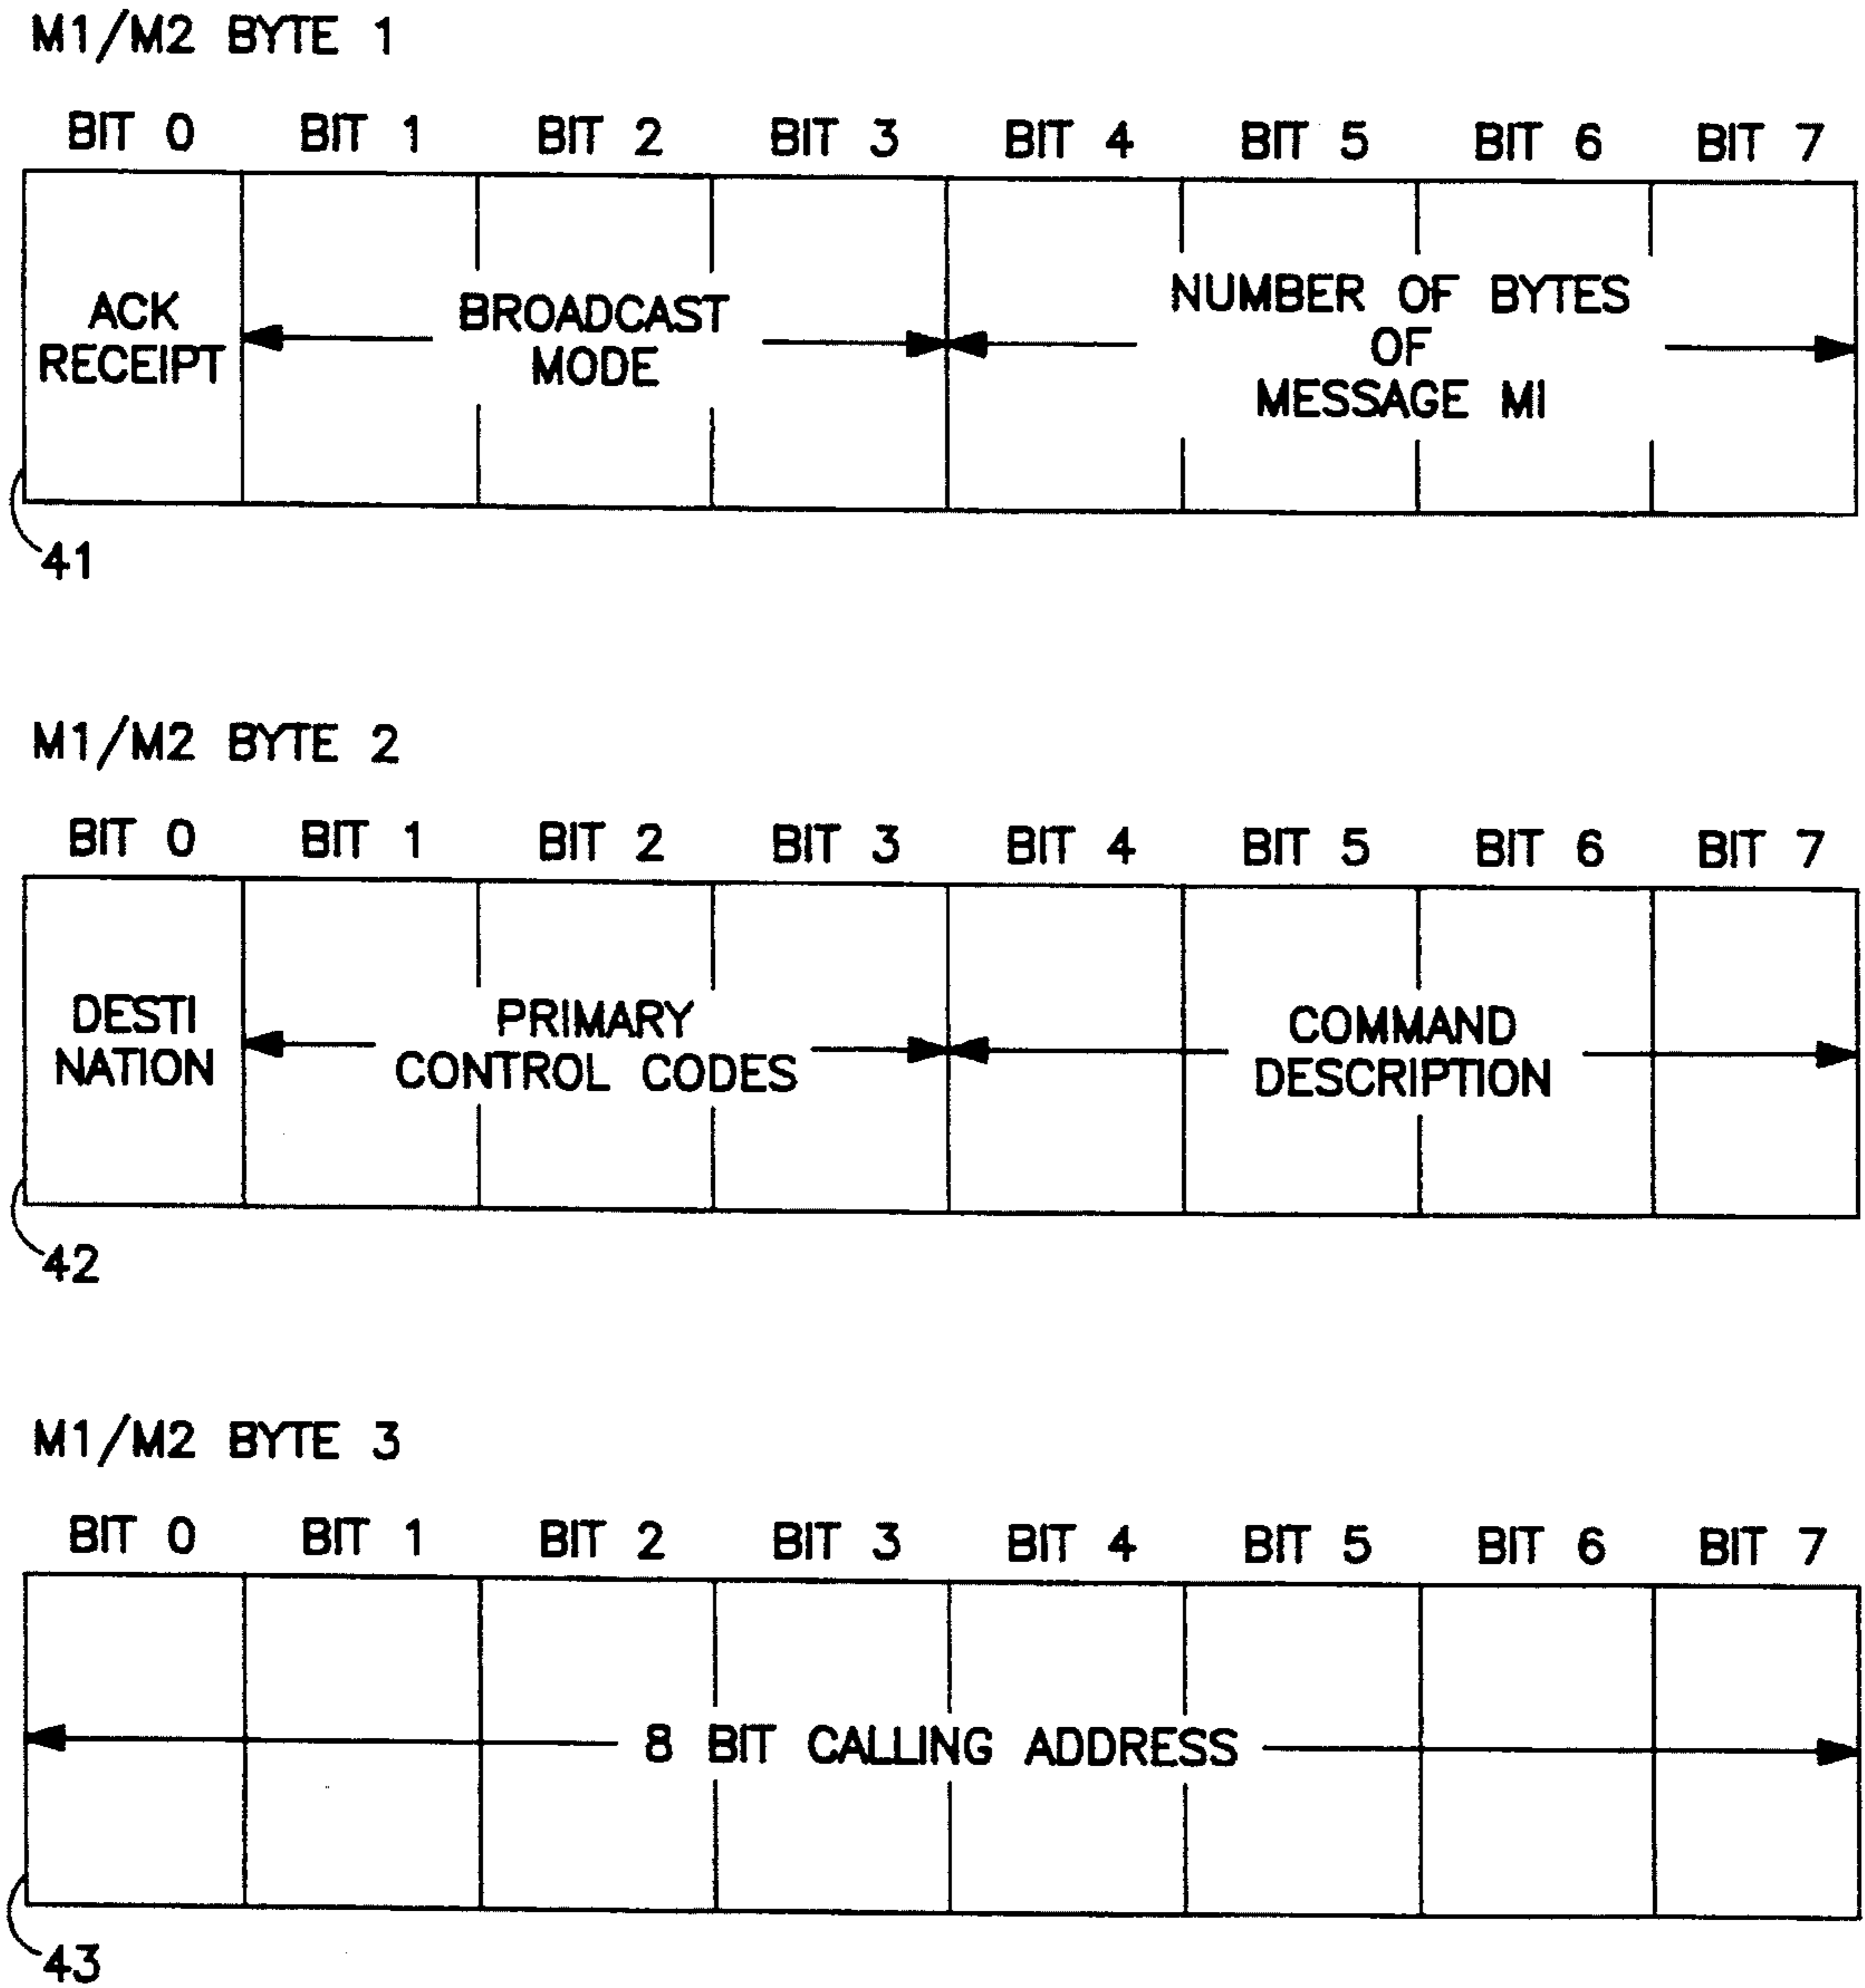 M1/M2 BYTE 1
BIT 0 BIT 1 BIT 2 BIT 3 BIT 4 BIT 5 BIT 6 BIT 7
ACK
RECEIPT
BROADCAST
MODE
NUMBER OF BYTES
OF
MESSAGE MI
41
M1/M2 BYTE 2
BIT 0 BIT 1 BIT 2 BIT 3 BIT 4 BIT 5 BIT 6 BIT 7
DESTI
NATION
PRIMARY
CONTROL CODES
COMMAND
DESCRIPTION
42
M1/M2 BYTE 3
BIT 0 BIT 1 BIT 2 BIT 3 BIT 4 BIT 5 BIT 6 BIT 7
8 BIT CALLING ADDRESS
43